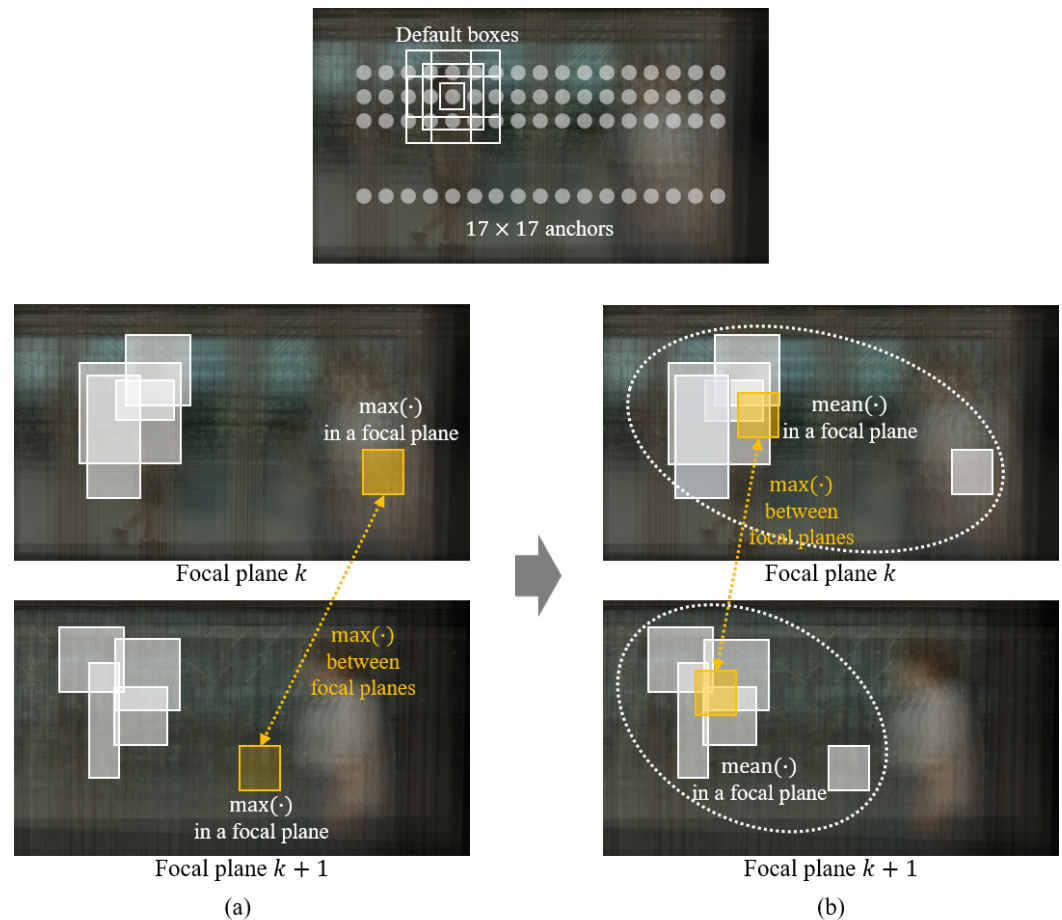 Default boxes
17 × 17 anchors
max(·)
in a focal plane
Focal plane k
max(·)
between
focal planes
max(·)
in a focal plane
Focal plane k + 1
(a)
mean(·)
in a focal plane
max(·)
between
focal planes
Focal plane k
mean(·)
in a focal plane
Focal plane k + 1
(b)